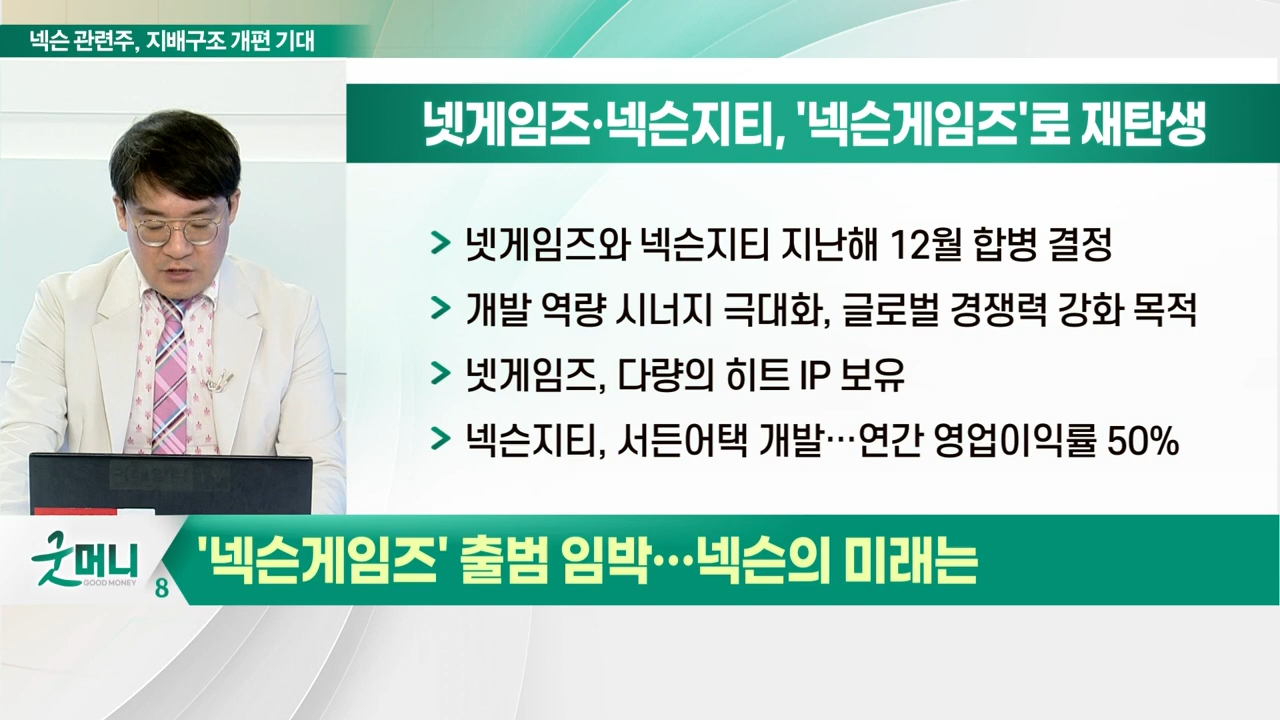 넥슨 관련주, 지배구조 개편 기대
넷게임즈·넥슨지티, '넥슨게임즈'로 재탄생
> 넷게임즈와 넥슨지티 지난해 12월 합병 결정
> 개발 역량 시너지 극대화, 글로벌 경쟁력 강화 목적
> 넷게임즈, 다량의 히트 IP 보유
> 넥슨지티, 서든어택 개발…연간 영업이익률 50%
굿머니
GOOD MONEY
8
'넥슨게임즈' 출범 임박…넥슨의 미래는